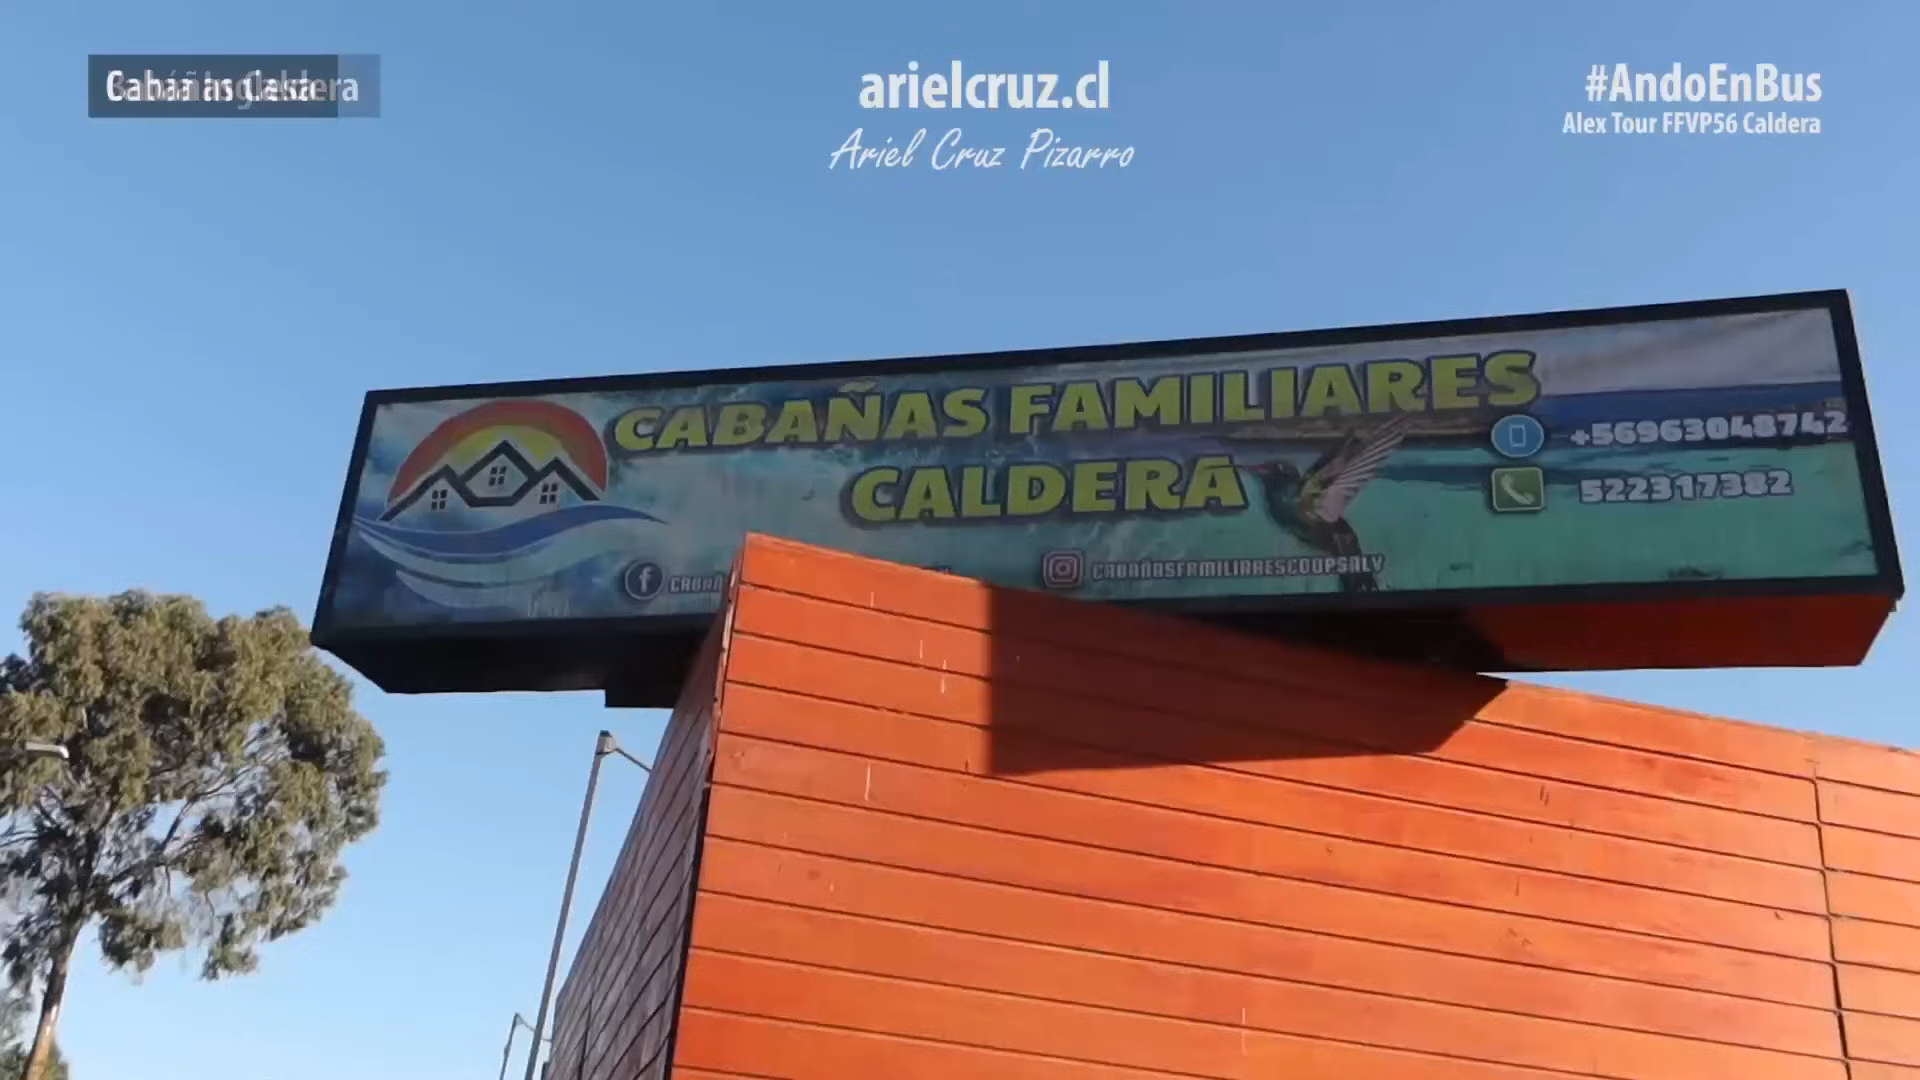 arielcruz.cl
Ariel Cruz Pizarro
#AndoEnBus
Alex Tour FFVP56 Caldera
CABAÑAS FAMILIARES
CALDERA
+56963048742
522317382
CABAÑASFAMILIARESCOOPSALV